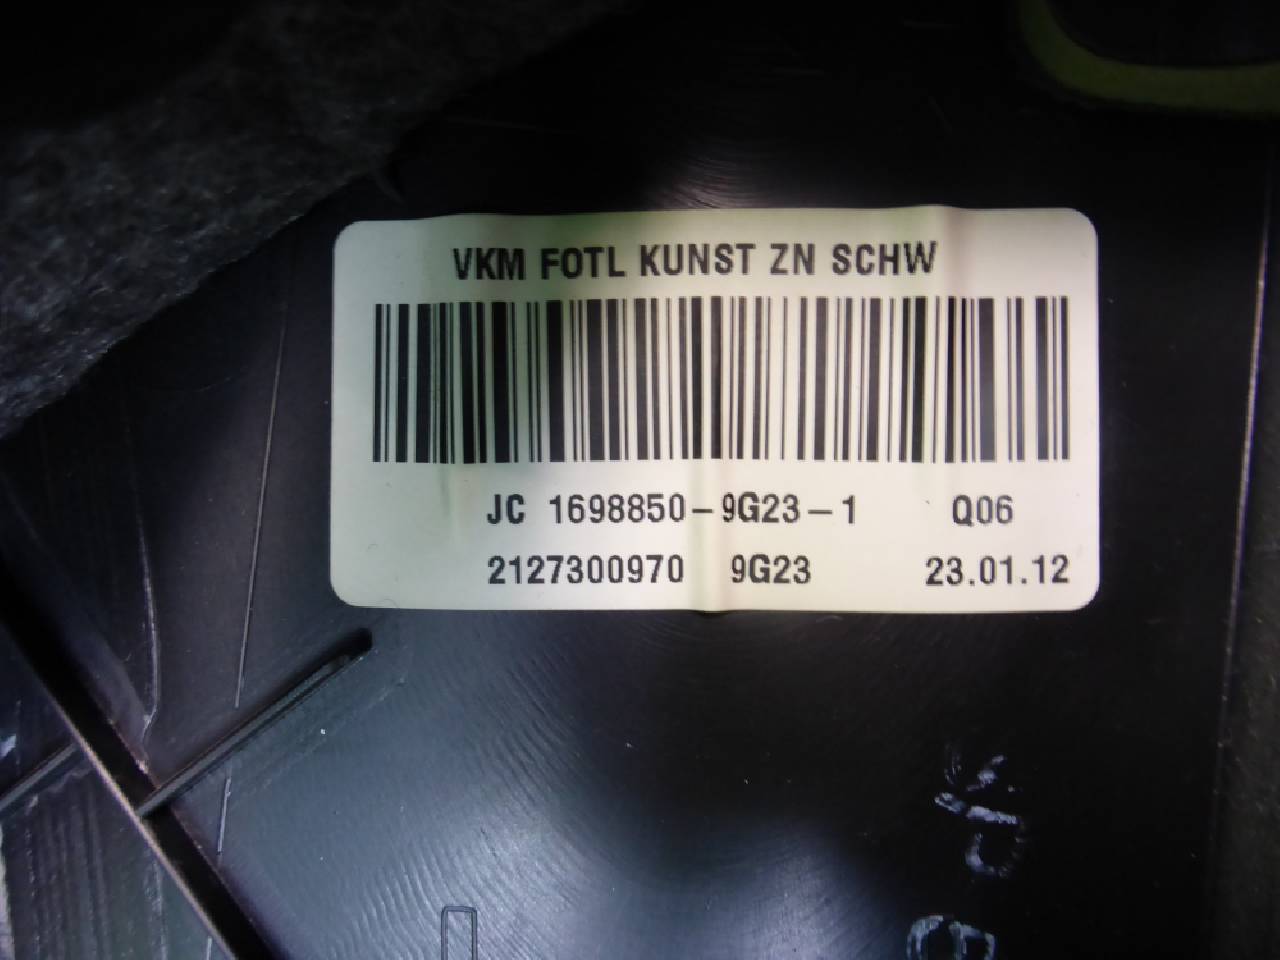 VKM FOTL KUNST ZN SCHW
JC 1698850-9G23-1 Q06
2127300970 9G23 23.01.12